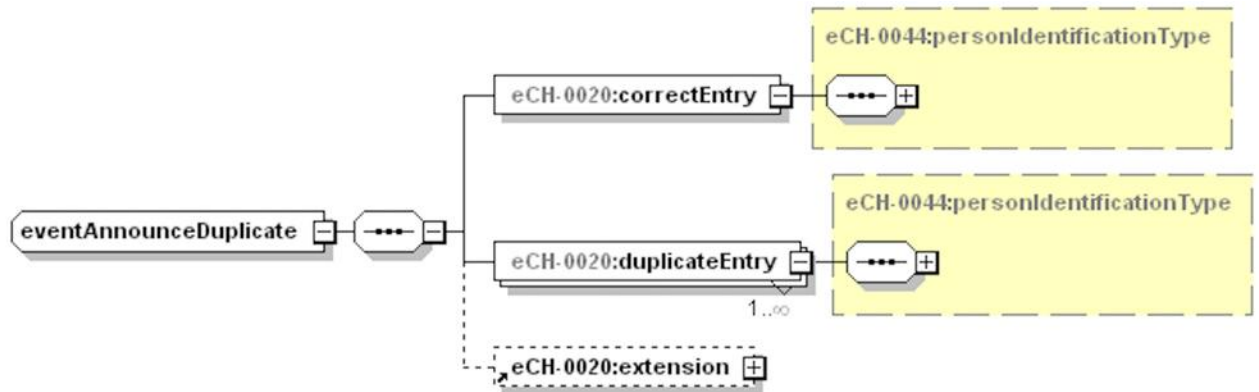 eCH-0044:personIdentificationType
eCH-0020:correctEntry
eCH-0044:personIdentificationType
eventAnnounceDuplicate
eCH-0020:duplicateEntry
1..∞
eCH-0020:extension